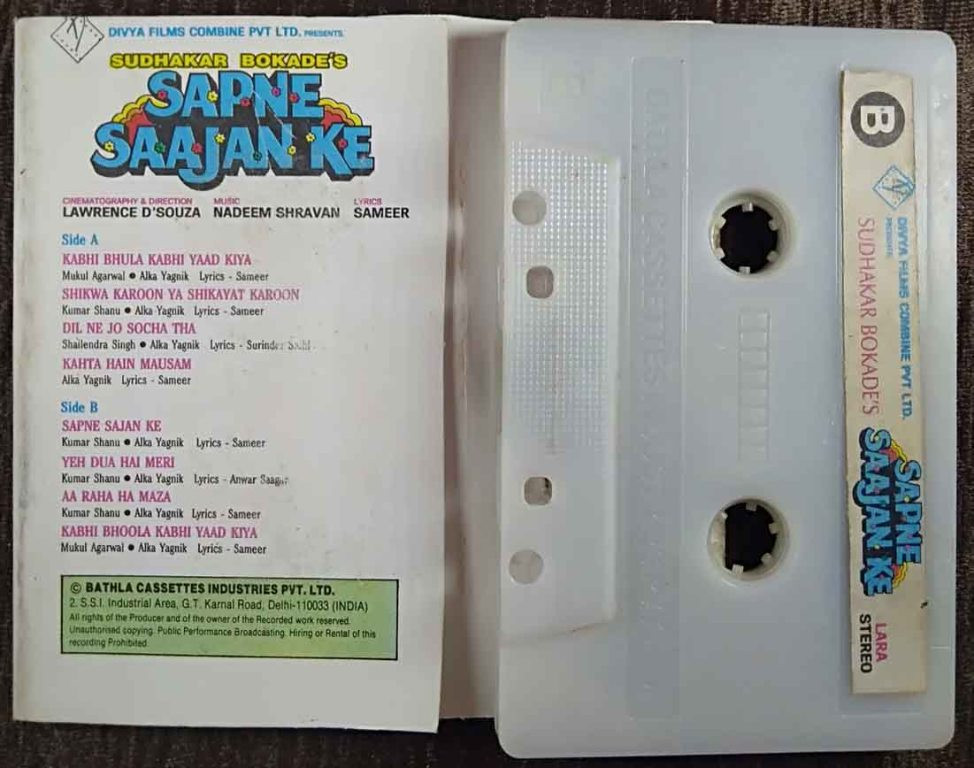 DIVYA FILMS COMBINE PVT LTD. PRESENTS
SUDHAKAR BOKADE'S
SAPNE
SAAJAN KE
CINEMATOGRAPHY & DIRECTION MUSIC LYRICS
LAWRENCE D'SOUZA NADEEM SHRAVAN SAMEER
Side A
KABHI BHULA KABHI YAAD KIYA
Mukul Agarwal ● Alka Yagnik Lyrics - Sameer
SHIKWA KAROON YA SHIKAYAT KAROON
Kumar Shanu ● Alka Yagnik Lyrics - Sameer
DIL NE JO SOCHA THA
Shailendra Singh ● Alka Yagnik Lyrics - Surinder
KAHTA HAIN MAUSAM
Alka Yagnik Lyrics - Sameer
Side B
SAPNE SAJAN KE
Kumar Shanu ● Alka Yagnik Lyrics - Sameer
YEH DUA HAI MERI
Kumar Shanu ● Alka Yagnik Lyrics - Anwar Saagar
AA RAHA HA MAZA
Kumar Shanu ● Alka Yagnik Lyrics - Sameer
KABHI BHOOLA KABHI YAAD KIYA
Mukul Agarwal ● Alka Yagnik Lyrics - Sameer
© BATHLA CASSETTES INDUSTRIES PVT. LTD.
2. S.S.I. Industrial Area, G.T. Karnal Road, Delhi-110033 (INDIA)
All rights of the Producer and of the owner of the Recorded work reserved.
Unauthorised copying. Public Performance Broadcasting. Hiring or Rental of this
recording Prohibited.
B
DIVYA FILMS COMBINE PVT LTD.
PRESENTS
SUDHAKAR BOKADE'S
SAPNE
SAAJAN KE
LARA
STEREO